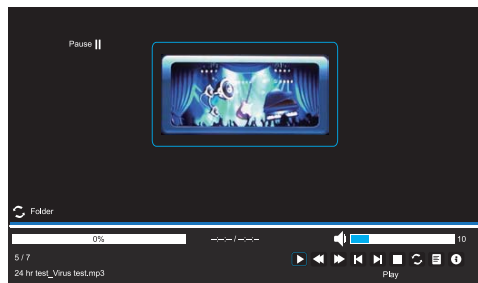 Pause
Folder
0%
--:--:-- / --:--:--
10
5 / 7
24 hr test_Virus test.mp3
Play